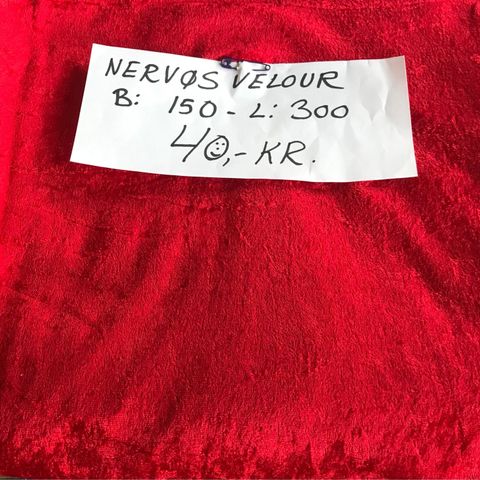 NERVØS VELOUR
B: 150 - L: 300
40,- KR.